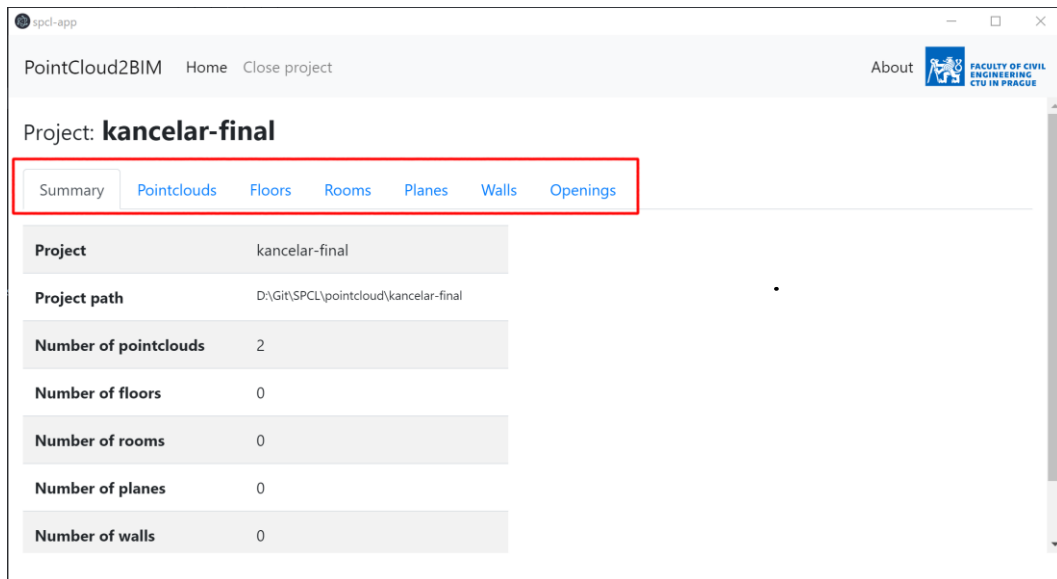 spcl-app
PointCloud2BIM Home Close project About
FACULTY OF CIVIL
ENGINEERING
CTU IN PRAGUE
Project: kancelar-final
Summary Pointclouds Floors Rooms Planes Walls Openings
Project kancelar-final
Project path D:\Git\SPCL\pointcloud\kancelar-final
Number of pointclouds 2
Number of floors 0
Number of rooms 0
Number of planes 0
Number of walls 0